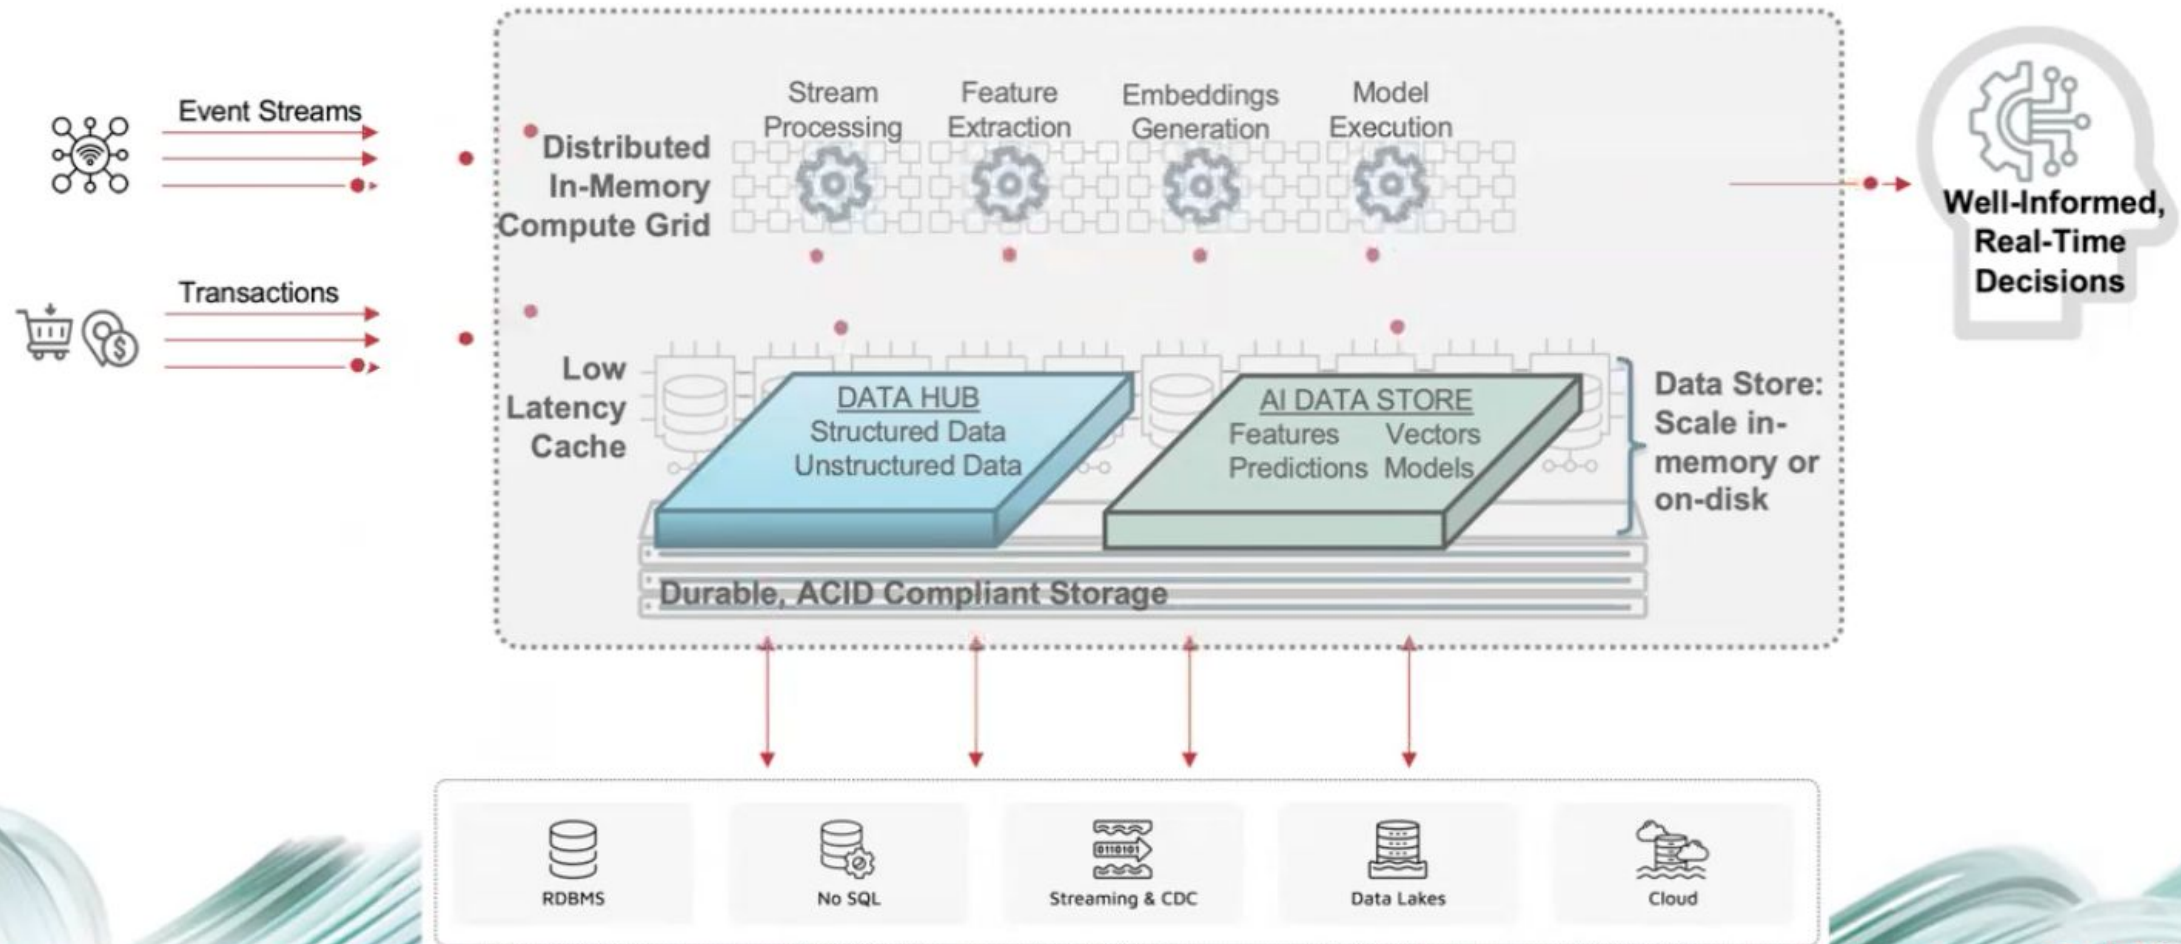 Event Streams
Transactions
Stream
Processing
Feature
Extraction
Embeddings
Generation
Model
Execution
Distributed
In-Memory
Compute Grid
Low
Latency
Cache
DATA HUB
Structured Data
Unstructured Data
AI DATA STORE
Features Vectors
Predictions Models
Data Store:
Scale in-
memory or
on-disk
Durable, ACID Compliant Storage
Well-Informed,
Real-Time
Decisions
$
0110101
RDBMS
No SQL
Streaming & CDC
Data Lakes
Cloud